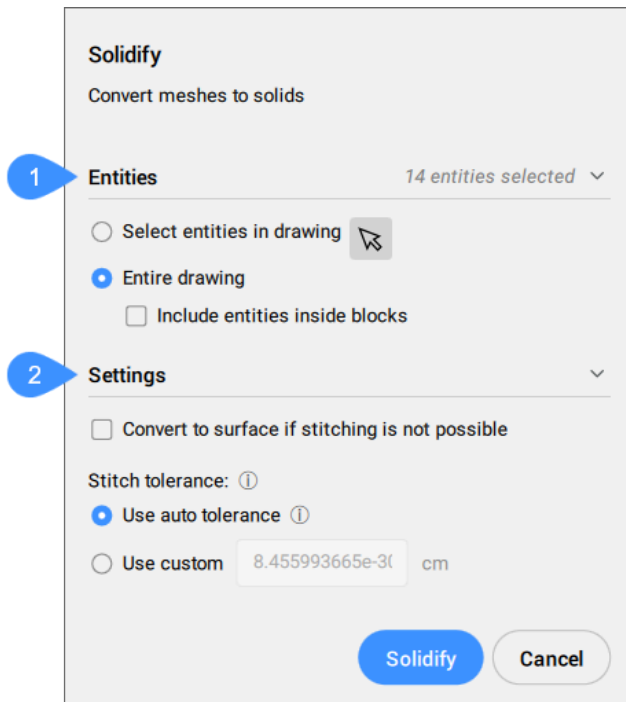 Solidify
Convert meshes to solids
1
Entities 14 entities selected
Select entities in drawing
Entire drawing
Include entities inside blocks
2
Settings
Convert to surface if stitching is not possible
Stitch tolerance: ⓘ
Use auto tolerance ⓘ
Use custom 8.455993665e-30 cm
Solidify Cancel